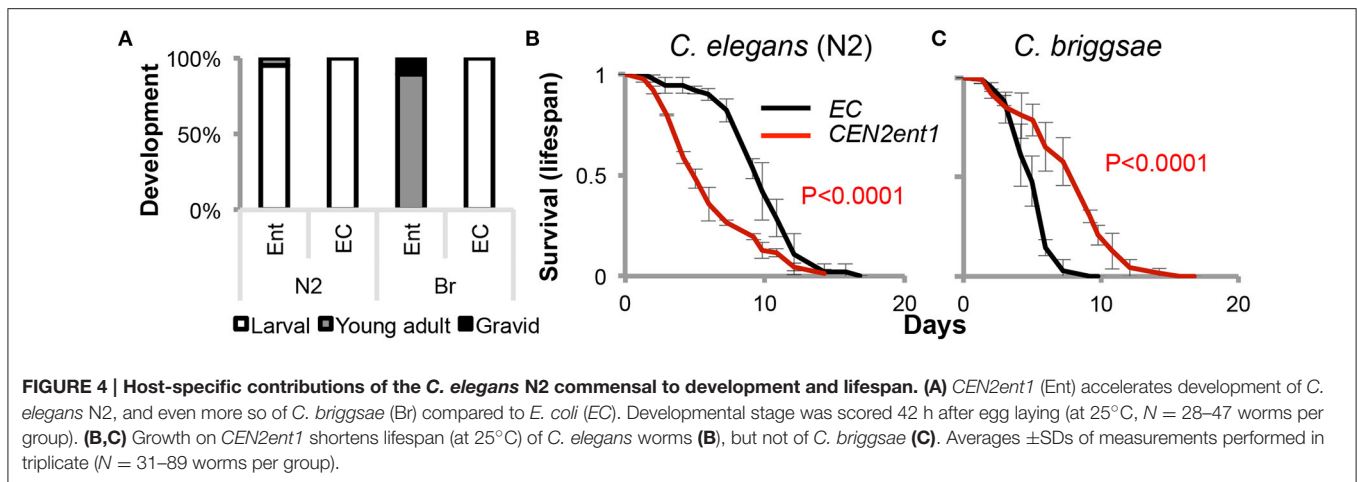 A
Development
100%
50%
0%
Ent
EC
Ent
EC
N2
Br
Larval Young adult Gravid
B
C. elegans (N2)
Survival (lifespan)
1
0.5
0
EC
CEN2ent1
P<0.0001
0 10 20
C
C. briggsae
P<0.0001
0 10 20
Days
FIGURE 4 | Host-specific contributions of the C. elegans N2 commensal to development and lifespan. (A) CEN2ent1 (Ent) accelerates development of C.
elegans N2, and even more so of C. briggsae (Br) compared to E. coli (EC). Developmental stage was scored 42 h after egg laying (at 25°C, N = 28–47 worms per
group). (B,C) Growth on CEN2ent1 shortens lifespan (at 25°C) of C. elegans worms (B), but not of C. briggsae (C). Averages ±SDs of measurements performed in
triplicate (N = 31–89 worms per group).